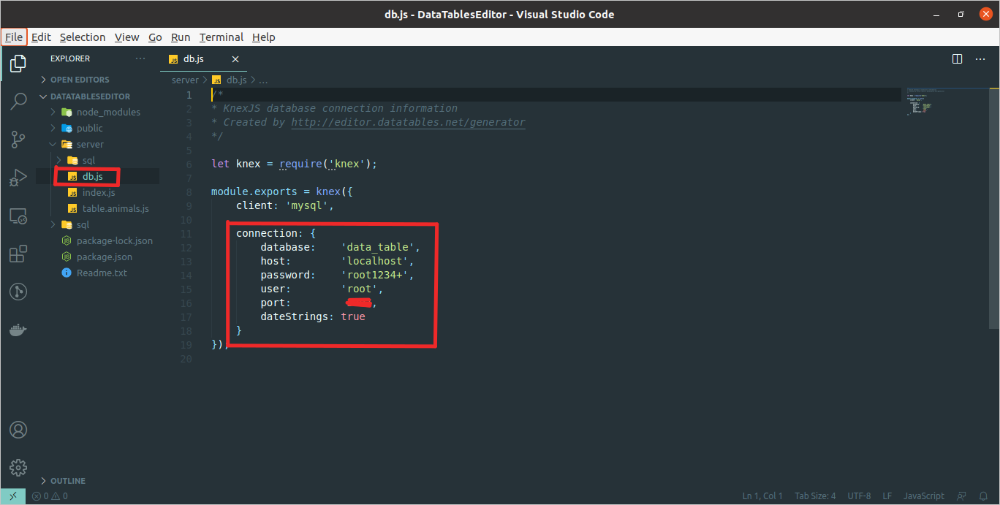 db.js - DataTablesEditor - Visual Studio Code
File Edit Selection View Go Run Terminal Help
EXPLORER
OPEN EDITORS
DATATABLESEDITOR
node_modules
public
server
sql
db.js
index.js
table.animals.js
sql
package-lock.json
package.json
Readme.txt
OUTLINE
JS db.js
server > JS db.js > ...
1 /*
2 * KnexJS database connection information
3 * Created by http://editor.datatables.net/generator
4 */
5
6 let knex = require('knex');
7
8 module.exports = knex({
9 client: 'mysql',
10
11 connection: {
12 database: 'data_table',
13 host: 'localhost',
14 password: 'root1234+',
15 user: 'root',
16 port: ,
17 dateStrings: true
18 }
19 });
20
0 0 Ln 1, Col 1 Tab Size: 4 UTF-8 LF JavaScript